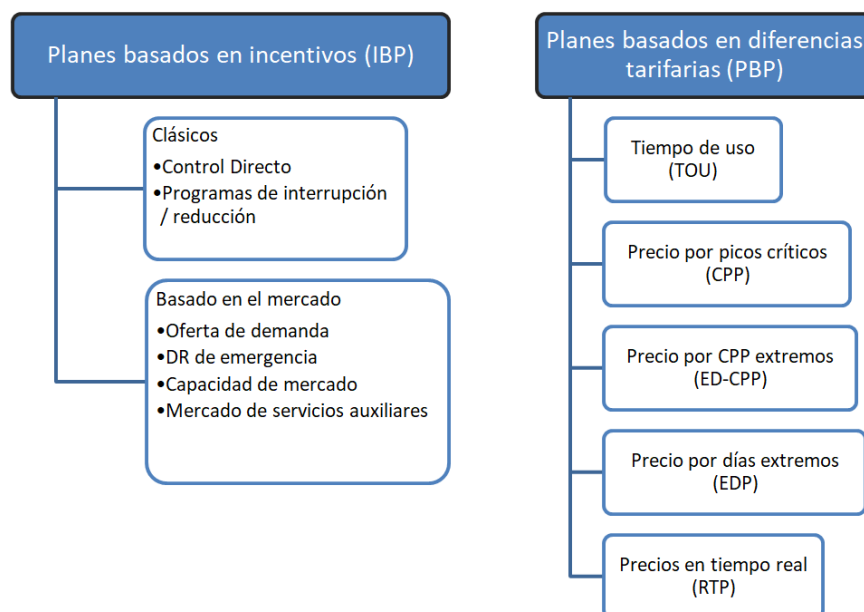 Planes basados en incentivos (IBP)
Clásicos
•Control Directo
•Programas de interrupción
/ reducción
Basado en el mercado
•Oferta de demanda
•DR de emergencia
•Capacidad de mercado
•Mercado de servicios auxiliares
Planes basados en diferencias
tarifarias (PBP)
Tiempo de uso
(TOU)
Precio por picos críticos
(CPP)
Precio por CPP extremos
(ED-CPP)
Precio por días extremos
(EDP)
Precios en tiempo real
(RTP)